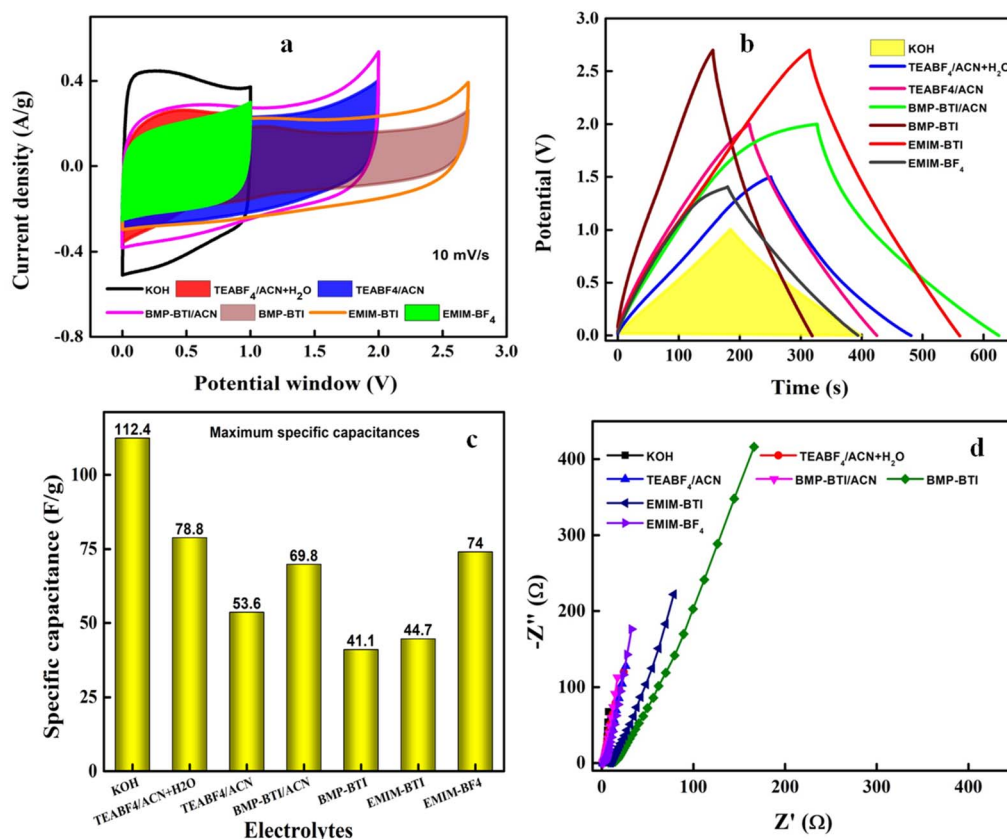 a
Current density (A/g)
0.4
0.0
-0.4
-0.8
10 mV/s
KOH TEABF₄/ACN+H₂O TEABF4/ACN
BMP-BTI/ACN BMP-BTI EMIM-BTI EMIM-BF₄
0.0 0.5 1.0 1.5 2.0 2.5 3.0
Potential window (V)
b
Potential (V)
3.0
2.5
2.0
1.5
1.0
0.5
0.0
KOH
TEABF₄/ACN+H₂O
TEABF4/ACN
BMP-BTI/ACN
BMP-BTI
EMIM-BTI
EMIM-BF₄
0 100 200 300 400 500 600
Time (s)
Maximum specific capacitances
c
Specific capacitance (F/g)
100
75
50
25
0
112.4
78.8
53.6
69.8
41.1
44.7
74
KOH
TEABF4/ACN+H2O
TEABF4/ACN
BMP-BTI/ACN
BMP-BTI
EMIM-BTI
EMIM-BF4
Electrolytes
d
-Z'' (Ω)
400
300
200
100
0
KOH TEABF₄/ACN+H₂O
TEABF₄/ACN BMP-BTI/ACN BMP-BTI
EMIM-BTI
EMIM-BF₄
0 100 200 300 400
Z' (Ω)